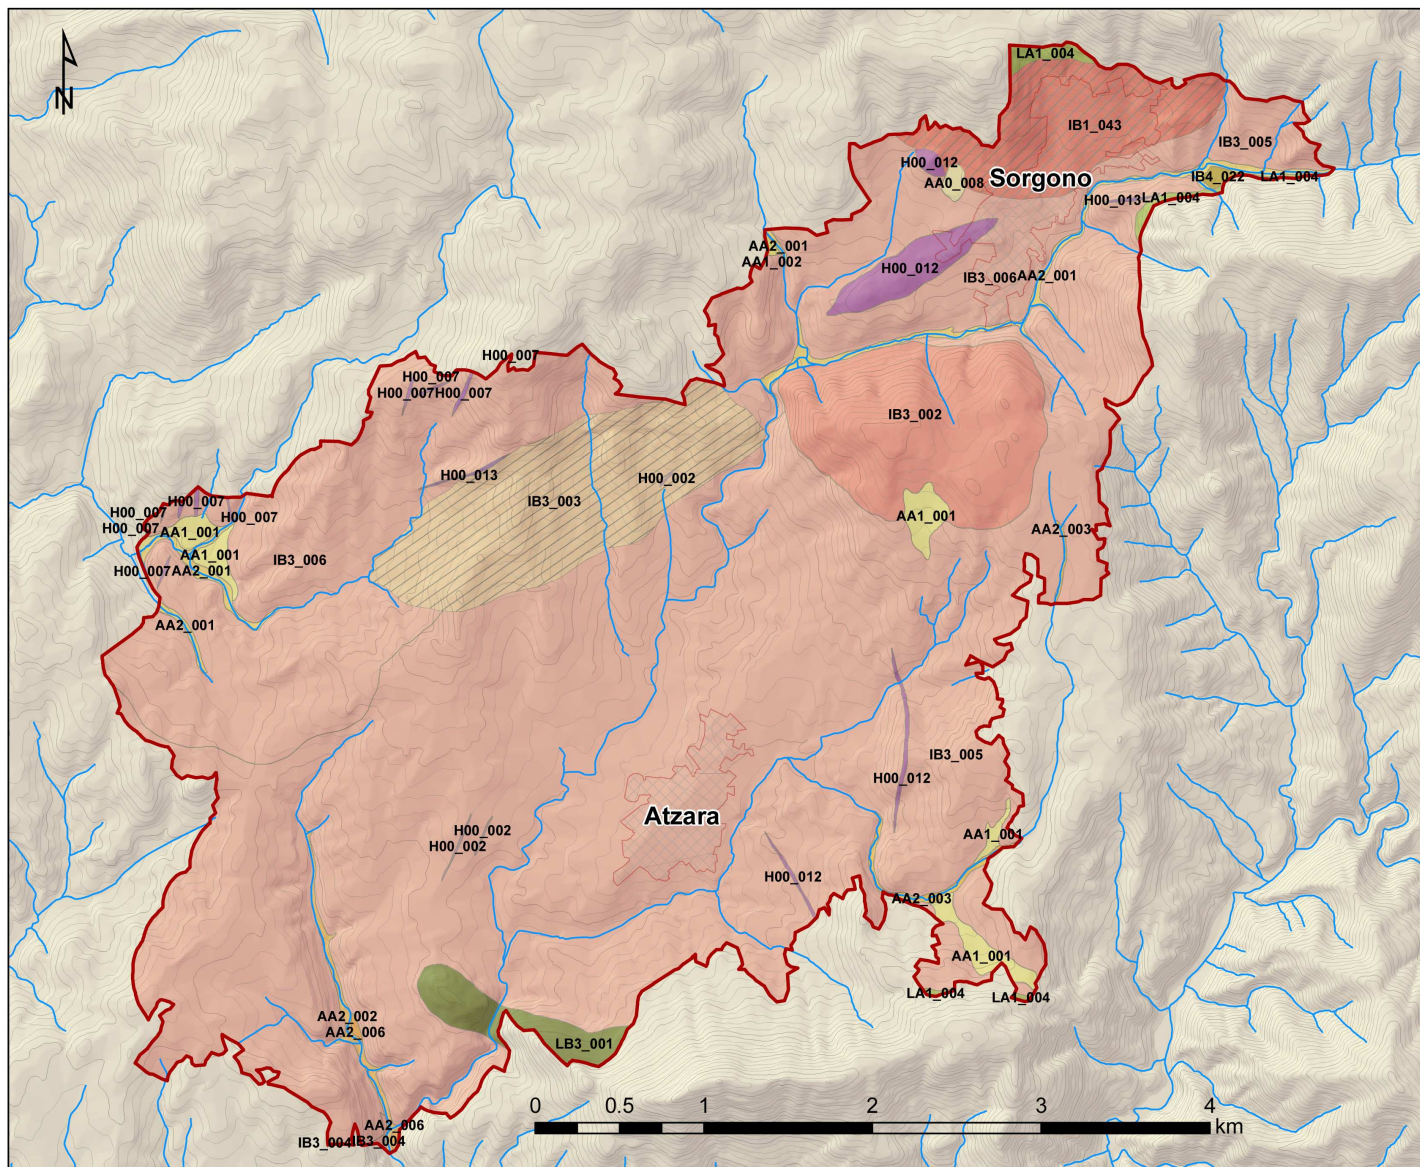 N
LA1_004
IB1_043
IB3_005
H00_012
AA0_008
Sorgono
IB4_022
LA1_004
H00_013
LA1_004
AA2_001
AA1_002
H00_012
IB3_006
AA2_001
H00_007
H00_007
H00_007
H00_007
IB3_002
H00_013
H00_002
IB3_003
H00_007
H00_007
H00_007
H00_007
AA1_001
AA1_001
AA2_001
H00_007
IB3_006
AA1_001
AA2_003
AA2_001
IB3_005
H00_012
Atzara
H00_002
H00_002
AA1_001
H00_012
AA2_003
AA1_001
LA1_004
LA1_004
AA2_002
AA2_006
LB3_001
AA2_006
IB3_004
IB3_004
0 0.5 1 2 3 4
km